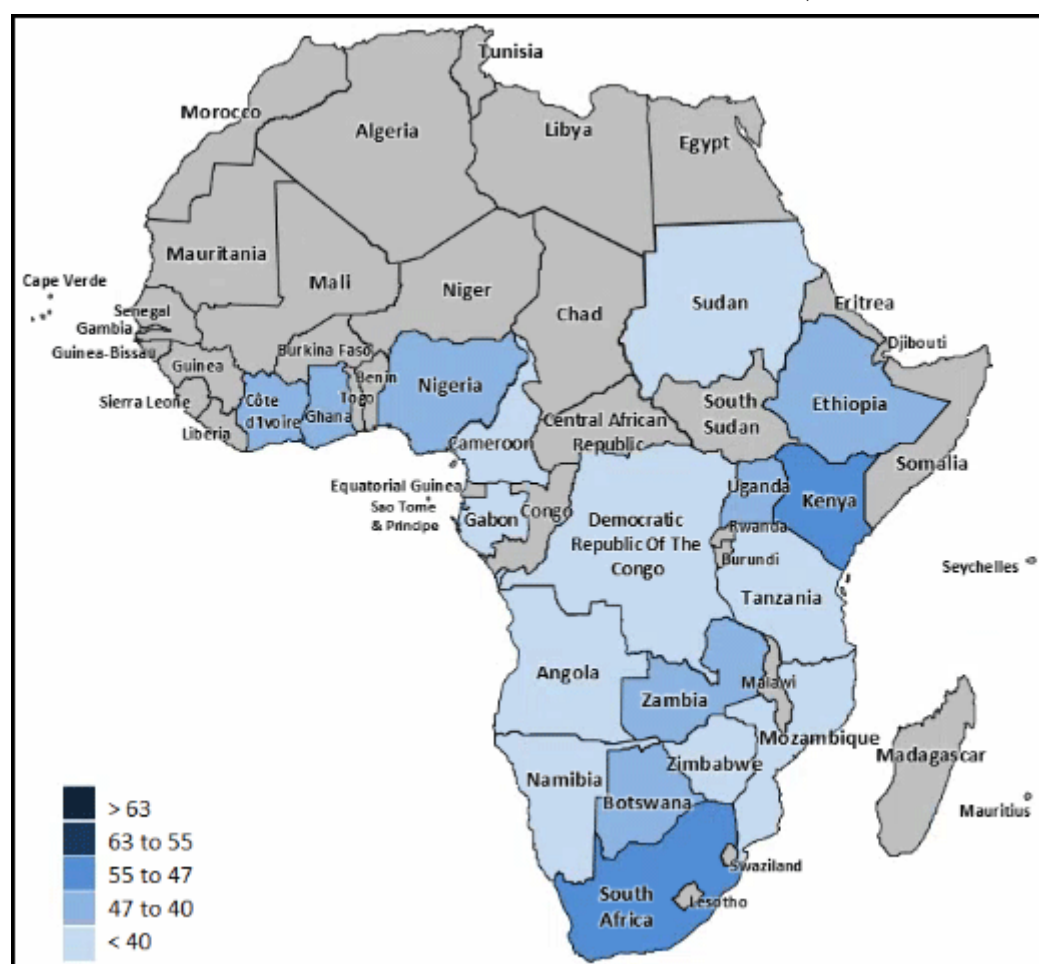 Tunisia
Morocco
Algeria
Libya
Egypt
Mauritania
Mali
Niger
Chad
Sudan
Eritrea
Djibouti
Cape Verde
Senegal
Gambia
Guinea-Bissau
Guinea
Sierra Leone
Liberia
Burkina Faso
Benin
Togo
Côte
d'Ivoire
Ghana
Nigeria
Cameroon
Central African
Republic
South
Sudan
Ethiopia
Somalia
Equatorial Guinea
Sao Tome
& Principe
Gabon
Congo
Democratic
Republic Of The
Congo
Uganda
Kenya
Rwanda
Burundi
Tanzania
Seychelles
Angola
Zambia
Malawi
Mozambique
Zimbabwe
Namibia
Botswana
Madagascar
Mauritius
Swaziland
Lesotho
South
Africa
> 63
63 to 55
55 to 47
47 to 40
< 40